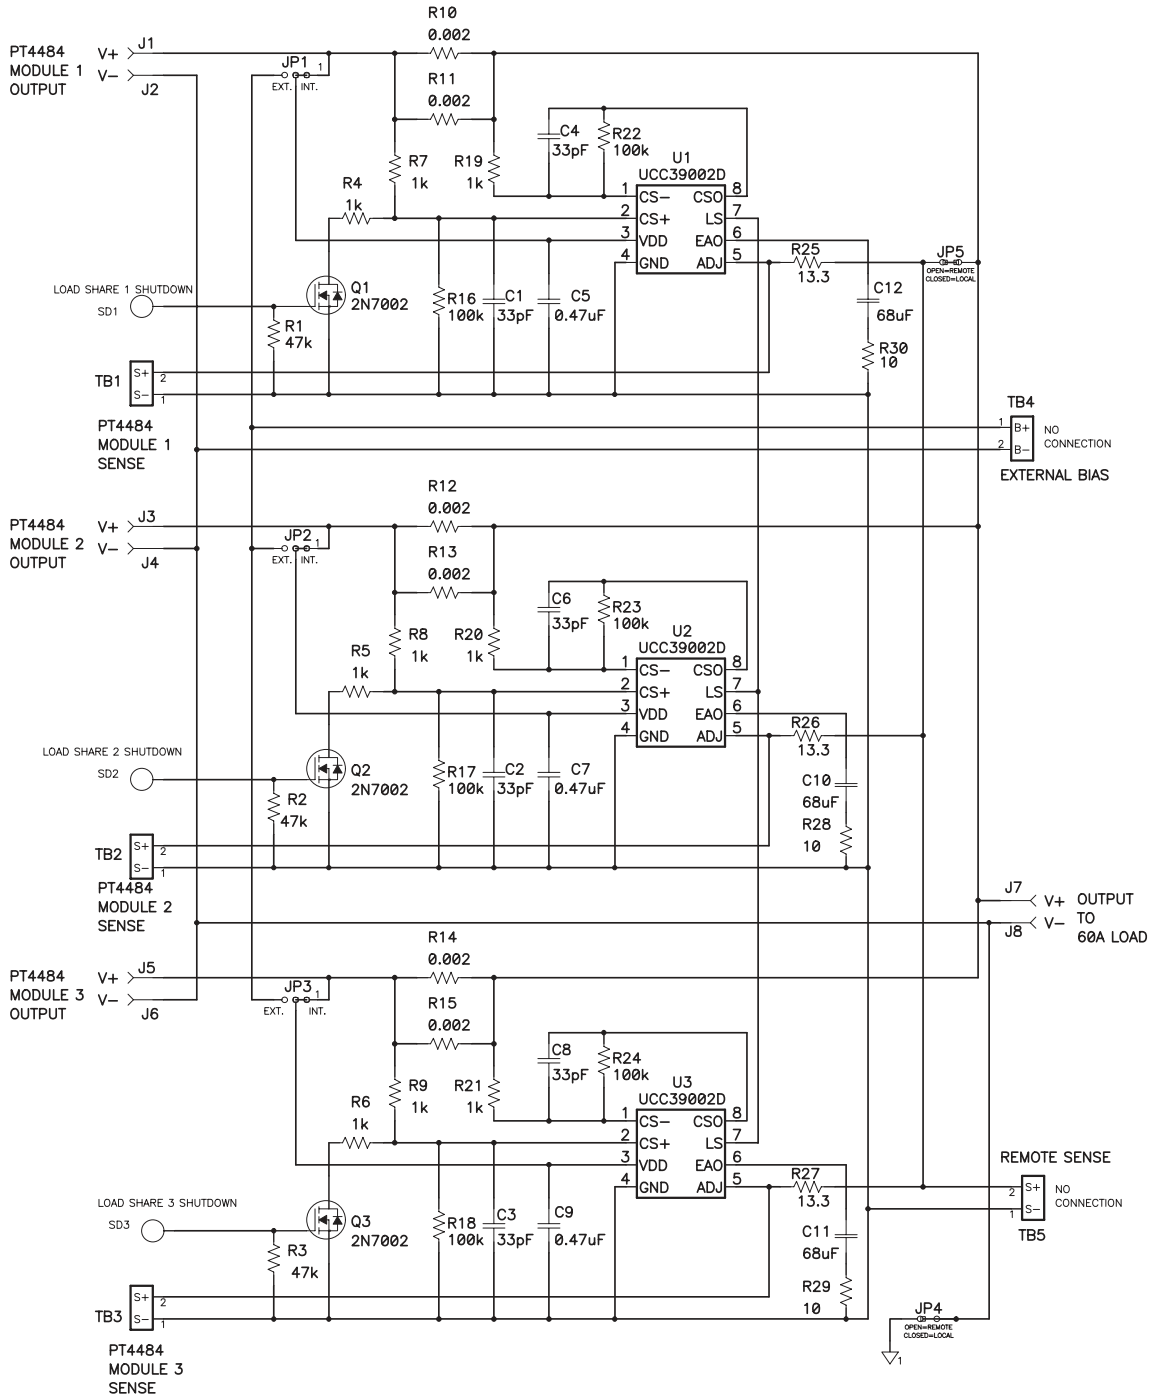 R10
0.002
PT4484
MODULE 1
OUTPUT
V+
J1
V−
J2
JP1
1
EXT.
INT.
R11
0.002
C4
33pF
R22
100k
R7
1k
R19
1k
U1
UCC39002D
R4
1k
1 CS− CSO 8
2 CS+ LS 7
3 VDD EAO 6
4 GND ADJ 5
R25
13.3
JP5
OPEN=REMOTE
CLOSED=LOCAL
LOAD SHARE 1 SHUTDOWN
SD1
Q1
2N7002
R16
100k
C1
33pF
C5
0.47uF
C12
68uF
R1
47k
R30
10
TB1
S+ 2
S− 1
PT4484
MODULE 1
SENSE
TB4
1 B+
2 B−
NO
CONNECTION
EXTERNAL BIAS
R12
0.002
PT4484
MODULE 2
OUTPUT
V+
J3
V−
J4
JP2
1
EXT.
INT.
R13
0.002
C6
33pF
R23
100k
R8
1k
R20
1k
U2
UCC39002D
R5
1k
1 CS− CSO 8
2 CS+ LS 7
3 VDD EAO 6
4 GND ADJ 5
R26
13.3
LOAD SHARE 2 SHUTDOWN
SD2
Q2
2N7002
R17
100k
C2
33pF
C7
0.47uF
C10
68uF
R2
47k
R28
10
TB2
S+ 2
S− 1
PT4484
MODULE 2
SENSE
J7
V+
J8
V−
OUTPUT
TO
60A LOAD
R14
0.002
PT4484
MODULE 3
OUTPUT
V+
J5
V−
J6
JP3
1
EXT.
INT.
R15
0.002
C8
33pF
R24
100k
R9
1k
R21
1k
U3
UCC39002D
R6
1k
1 CS− CSO 8
2 CS+ LS 7
3 VDD EAO 6
4 GND ADJ 5
R27
13.3
REMOTE SENSE
2 S+
1 S−
NO
CONNECTION
TB5
LOAD SHARE 3 SHUTDOWN
SD3
Q3
2N7002
R18
100k
C3
33pF
C9
0.47uF
C11
68uF
R3
47k
R29
10
TB3
S+ 2
S− 1
PT4484
MODULE 3
SENSE
JP4
OPEN=REMOTE
CLOSED=LOCAL
1